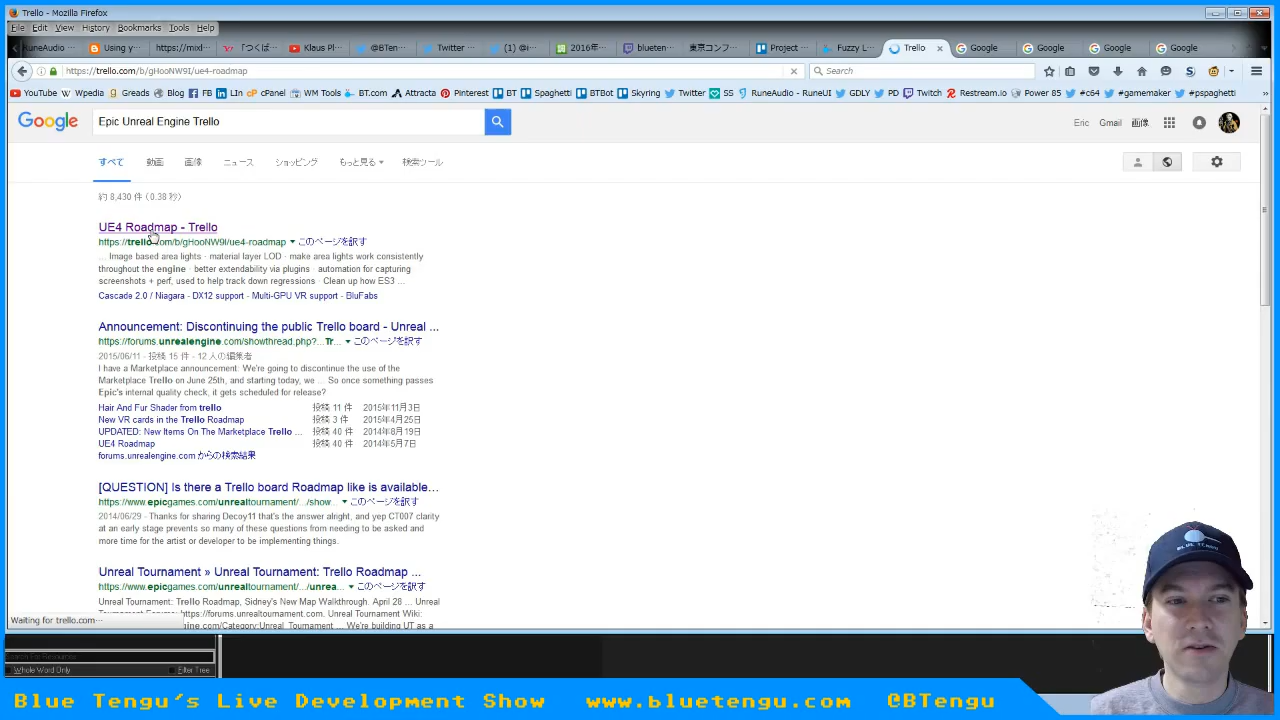 Trello - Mozilla Firefox
File Edit View History Bookmarks Tools Help
RuneAudio ... Using y... https://mixl... 「つくば... Klaus Pl... @BTen... Twitter ... (1) @i... 2016年... blueten... 東京コンフ... Project ... Fuzzy L... Trello Google Google Google Google
https://trello.com/b/gHooNW9I/ue4-roadmap Search
YouTube Wpedia Greads Blog FB LIn cPanel WM Tools BT.com Attracta Pinterest BT Spaghetti BTBot Skyring Twitter SS RuneAudio - RuneUI GDLY PD Twitch Restream.io Power 85 #c64 #gamemaker #pspaghetti
Google Epic Unreal Engine Trello Eric Gmail 画像
すべて 動画 画像 ニュース ショッピング もっと見る 検索ツール
約 8,430 件 (0.38 秒)
UE4 Roadmap - Trello
https://trello.com/b/gHooNW9I/ue4-roadmap このページを訳す
... Image based area lights · material layer LOD · make area lights work consistently
throughout the engine · better extendability via plugins · automation for capturing
screenshots + perf, used to help track down regressions · Clean up how ES3 ...
Cascade 2.0 / Niagara - DX12 support - Multi-GPU VR support - BluFabs
Announcement: Discontinuing the public Trello board - Unreal ...
https://forums.unrealengine.com/showthread.php?...Tr... このページを訳す
2015/06/11 - 投稿 15 件 - 12 人の編集者
I have a Marketplace announcement: We're going to discontinue the use of the
Marketplace Trello on June 25th, and starting today, we ... So once something passes
Epic's internal quality check, it gets scheduled for release?
Hair And Fur Shader from trello 投稿 11 件 2015年11月3日
New VR cards in the Trello Roadmap 投稿 3 件 2015年4月25日
UPDATED: New Items On The Marketplace Trello ... 投稿 40 件 2014年8月19日
UE4 Roadmap 投稿 40 件 2014年5月7日
forums.unrealengine.com からの検索結果
[QUESTION] Is there a Trello board Roadmap like is available...
https://www.epicgames.com/unrealtournament/.../show... このページを訳す
2014/06/29 - Thanks for sharing Decoy11 that's the answer alright, and yep CT007 clarity
at an early stage prevents so many of these questions from needing to be asked and
more time for the artist or developer to be implementing things.
Unreal Tournament » Unreal Tournament: Trello Roadmap ...
https://www.epicgames.com/unrealtournament/.../unrea... このページを訳す
Unreal Tournament: Trello Roadmap, Sidney's New Map Walkthrough. April 28 ... Unreal
Tournament Forums: https://forums.unrealtournament.com. Unreal Tournament Wiki:
ngine.com/Category:Unreal_Tournament ... We're building UT as a
Waiting for trello.com…
Search For Resource
Whole Word Only Filter Tree
BLUE TENGU
Blue Tengu's Live Development Show www.bluetengu.com @BTengu